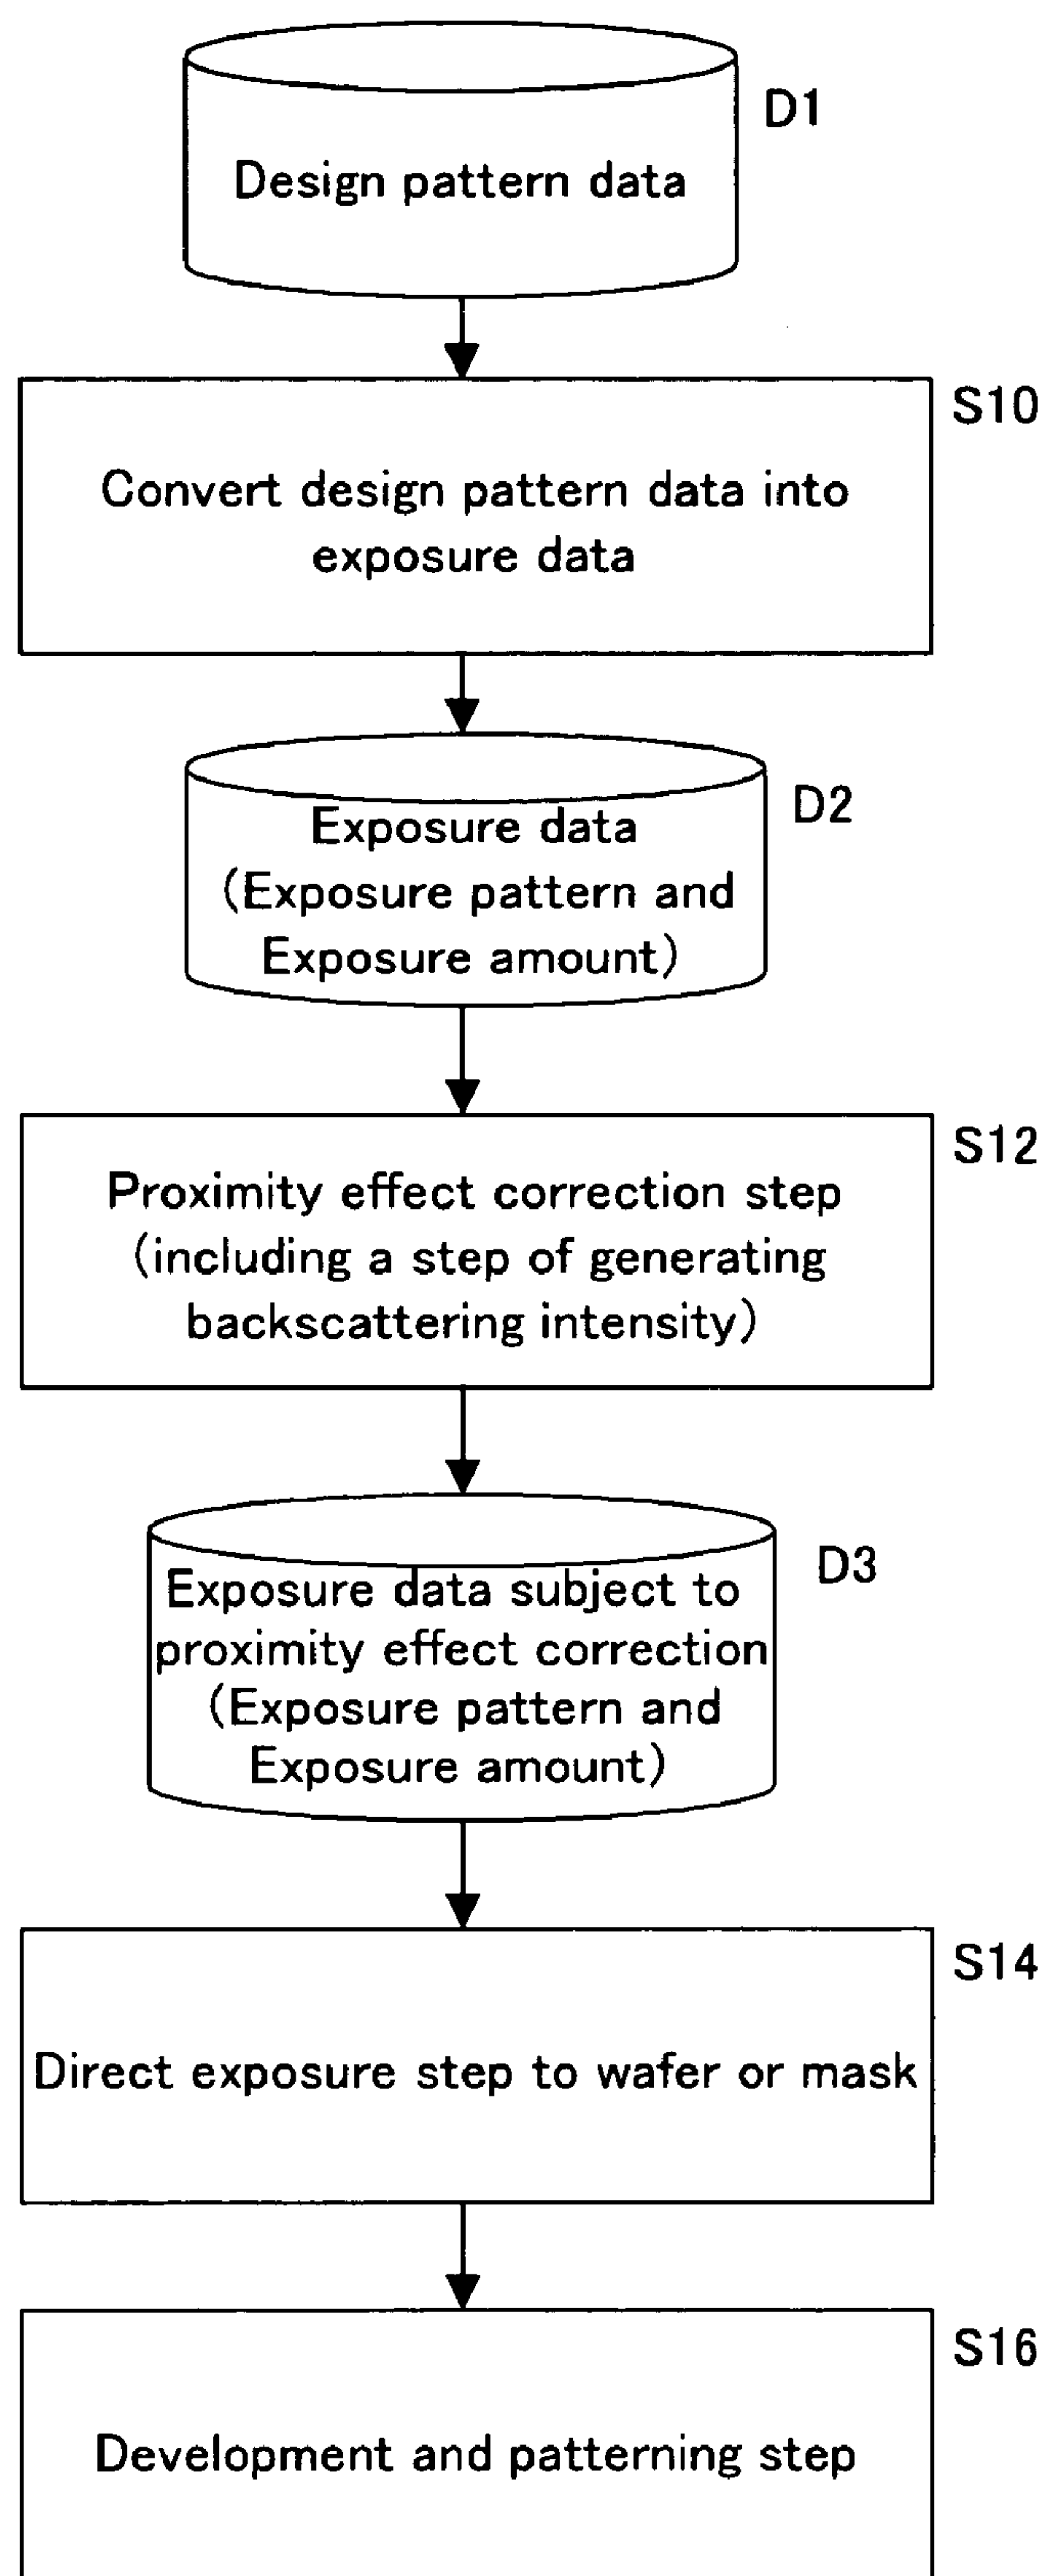 D1
Design pattern data
S10
Convert design pattern data into
exposure data
D2
Exposure data
(Exposure pattern and
Exposure amount)
S12
Proximity effect correction step
(including a step of generating
backscattering intensity)
D3
Exposure data subject to
proximity effect correction
(Exposure pattern and
Exposure amount)
S14
Direct exposure step to wafer or mask
S16
Development and patterning step